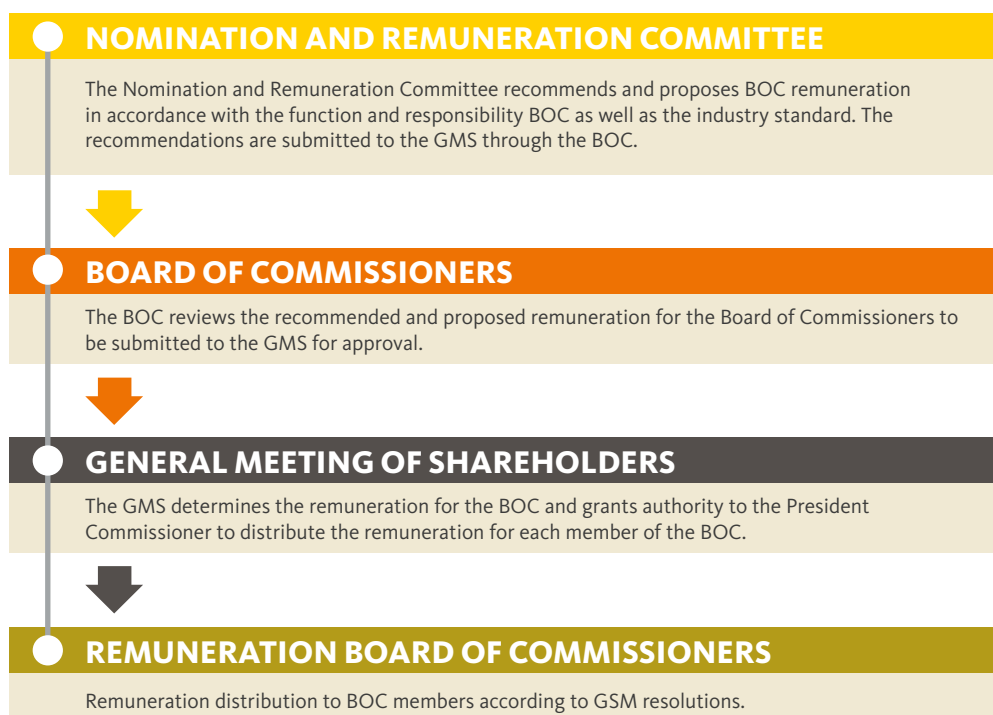 NOMINATION AND REMUNERATION COMMITTEE
The Nomination and Remuneration Committee recommends and proposes BOC remuneration
in accordance with the function and responsibility BOC as well as the industry standard. The
recommendations are submitted to the GMS through the BOC.
BOARD OF COMMISSIONERS
The BOC reviews the recommended and proposed remuneration for the Board of Commissioners to
be submitted to the GMS for approval.
GENERAL MEETING OF SHAREHOLDERS
The GMS determines the remuneration for the BOC and grants authority to the President
Commissioner to distribute the remuneration for each member of the BOC.
REMUNERATION BOARD OF COMMISSIONERS
Remuneration distribution to BOC members according to GSM resolutions.